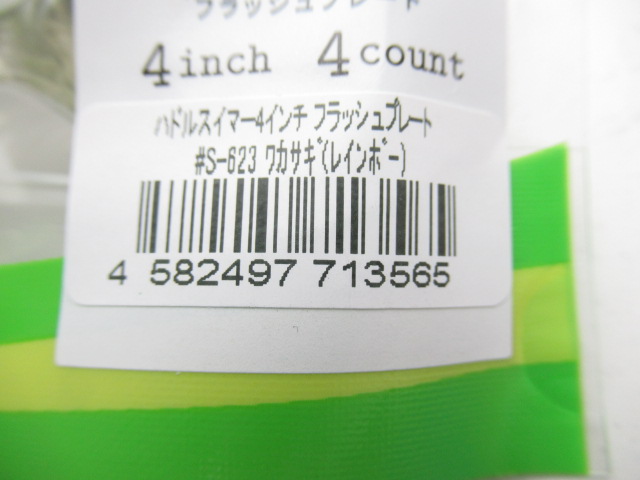 フラッシュプレート
4inch 4count
ﾊﾄﾞﾙｽｲﾏｰ4ｲﾝﾁ ﾌﾗｯｼｭﾌﾟﾚｰﾄ
#S-623 ﾜｶｻｷﾞ(ﾚｲﾝﾎﾞｰ)
4 582497 713565